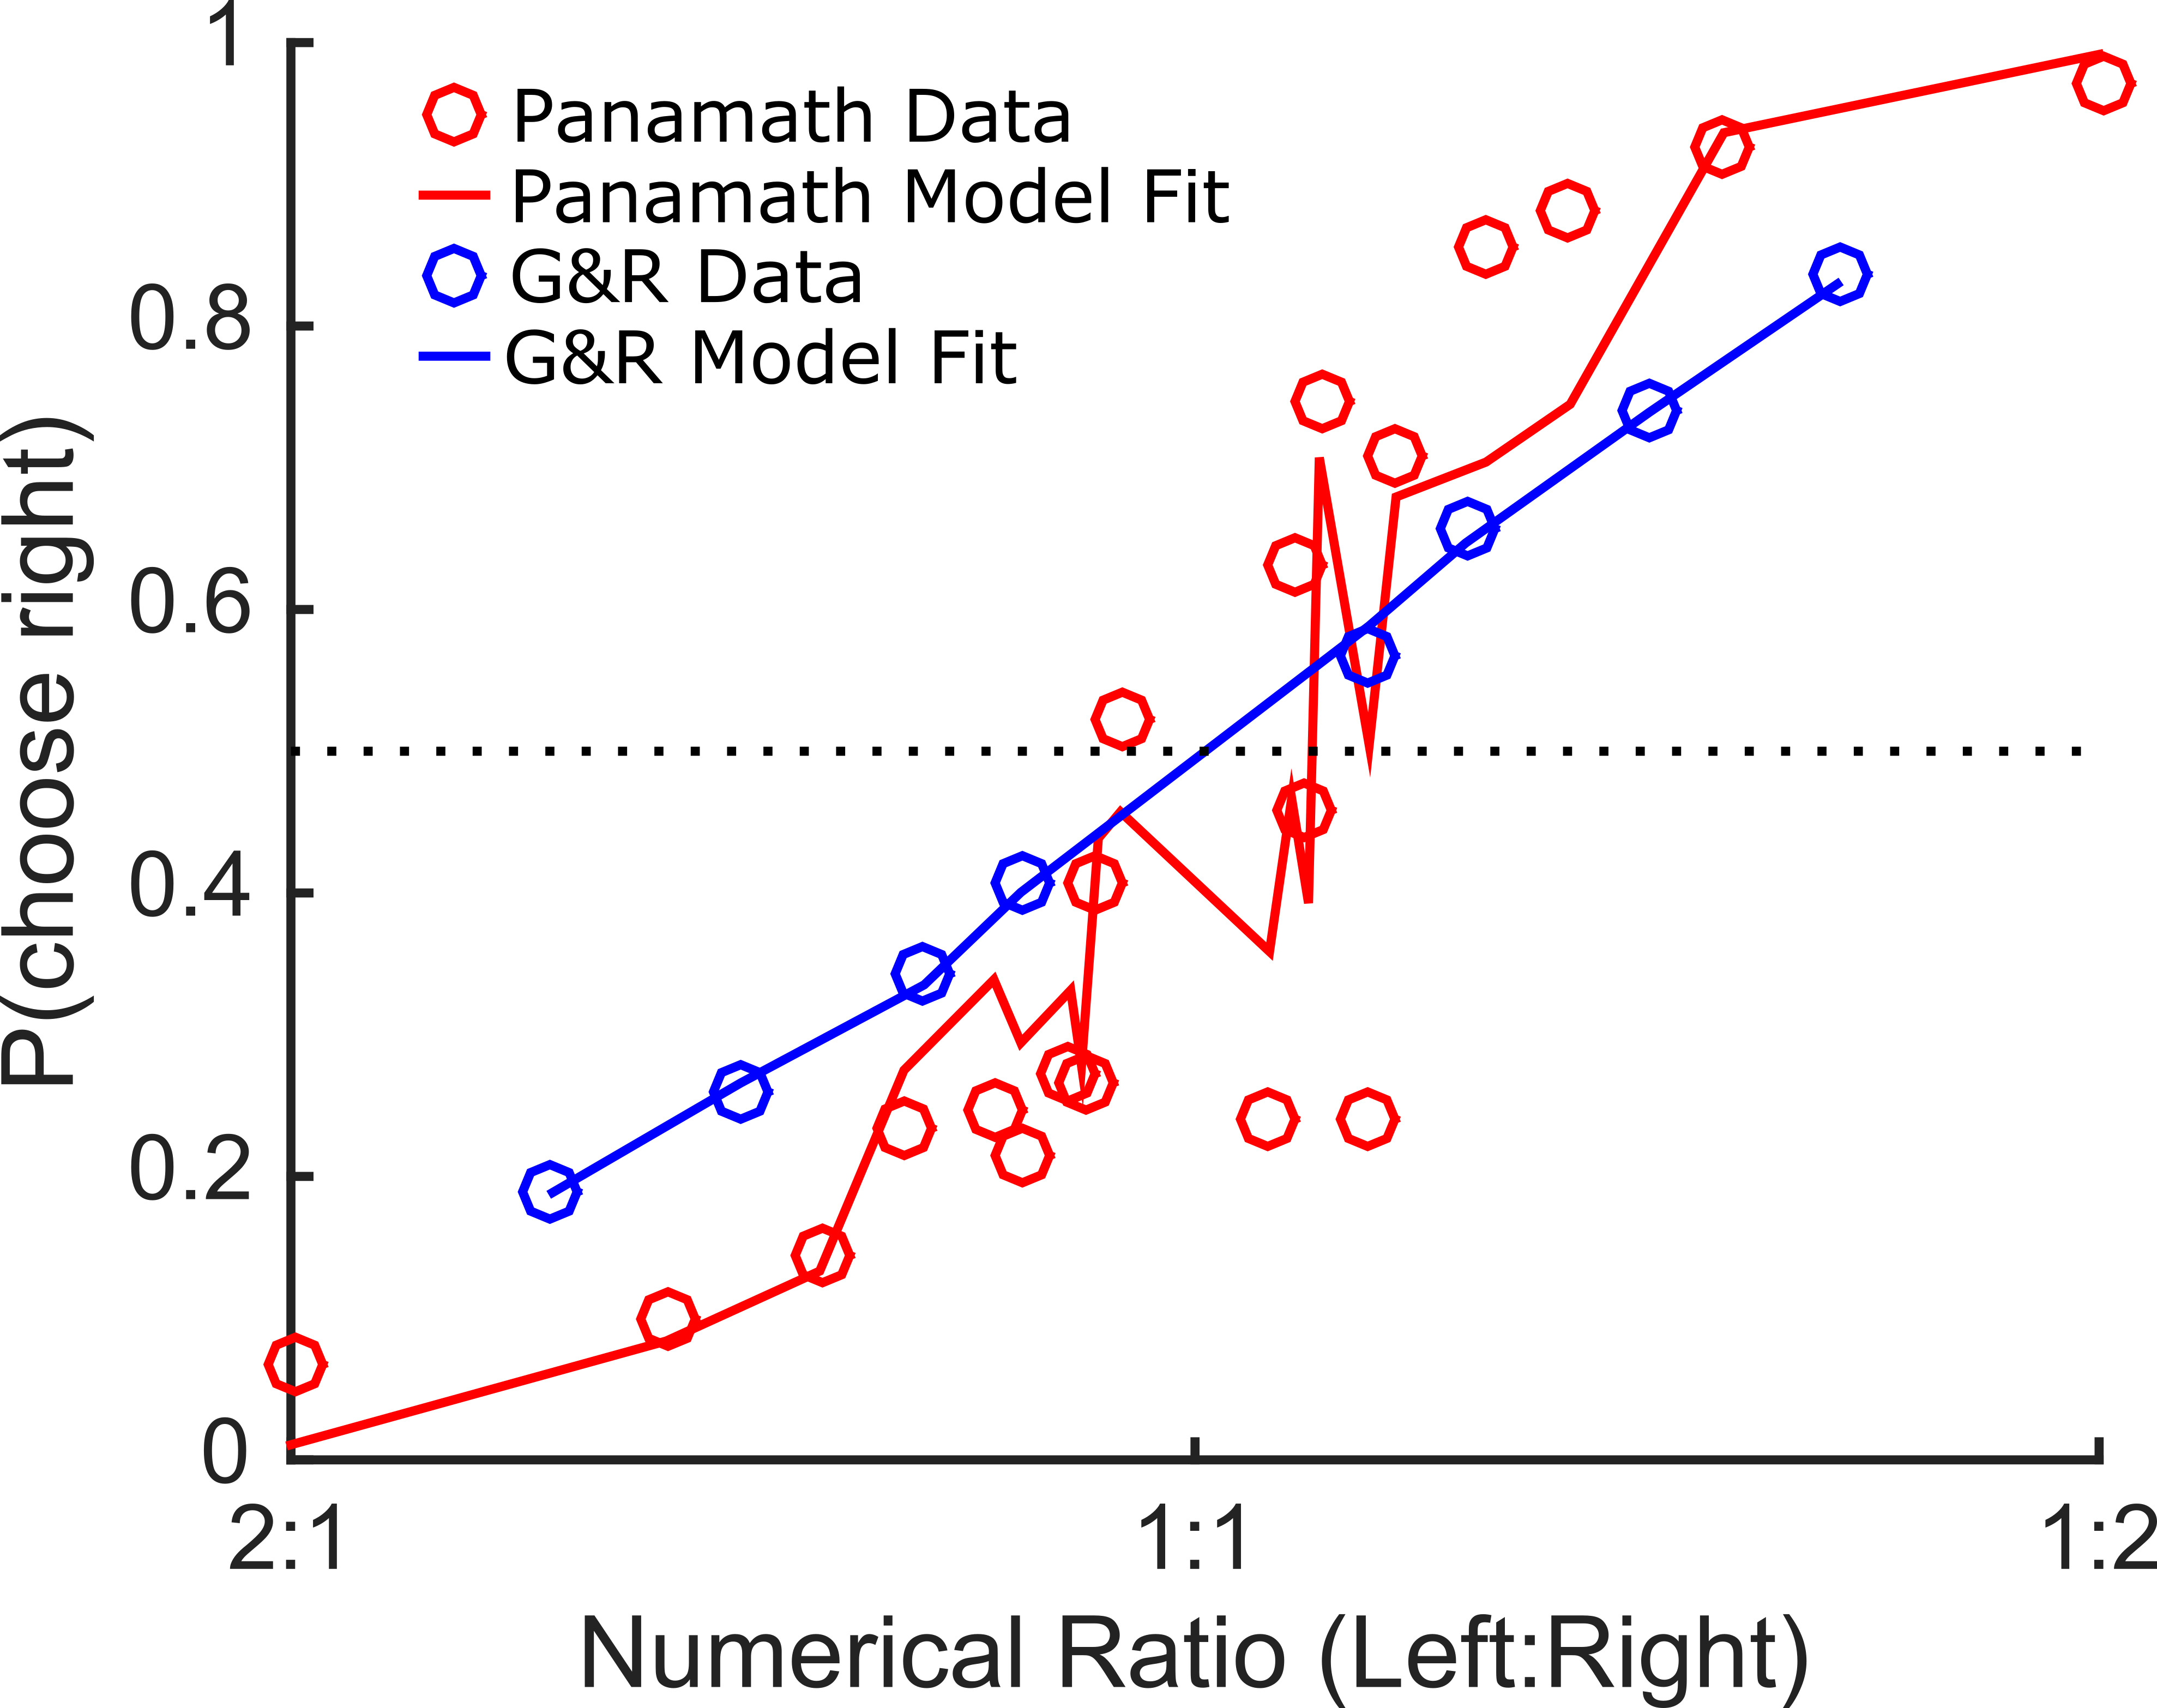 1
Panamath Data
Panamath Model Fit
G&R Data
G&R Model Fit
0.8
0.6
0.4
0.2
0
P(choose right)
2:1
1:1
1:2
Numerical Ratio (Left:Right)